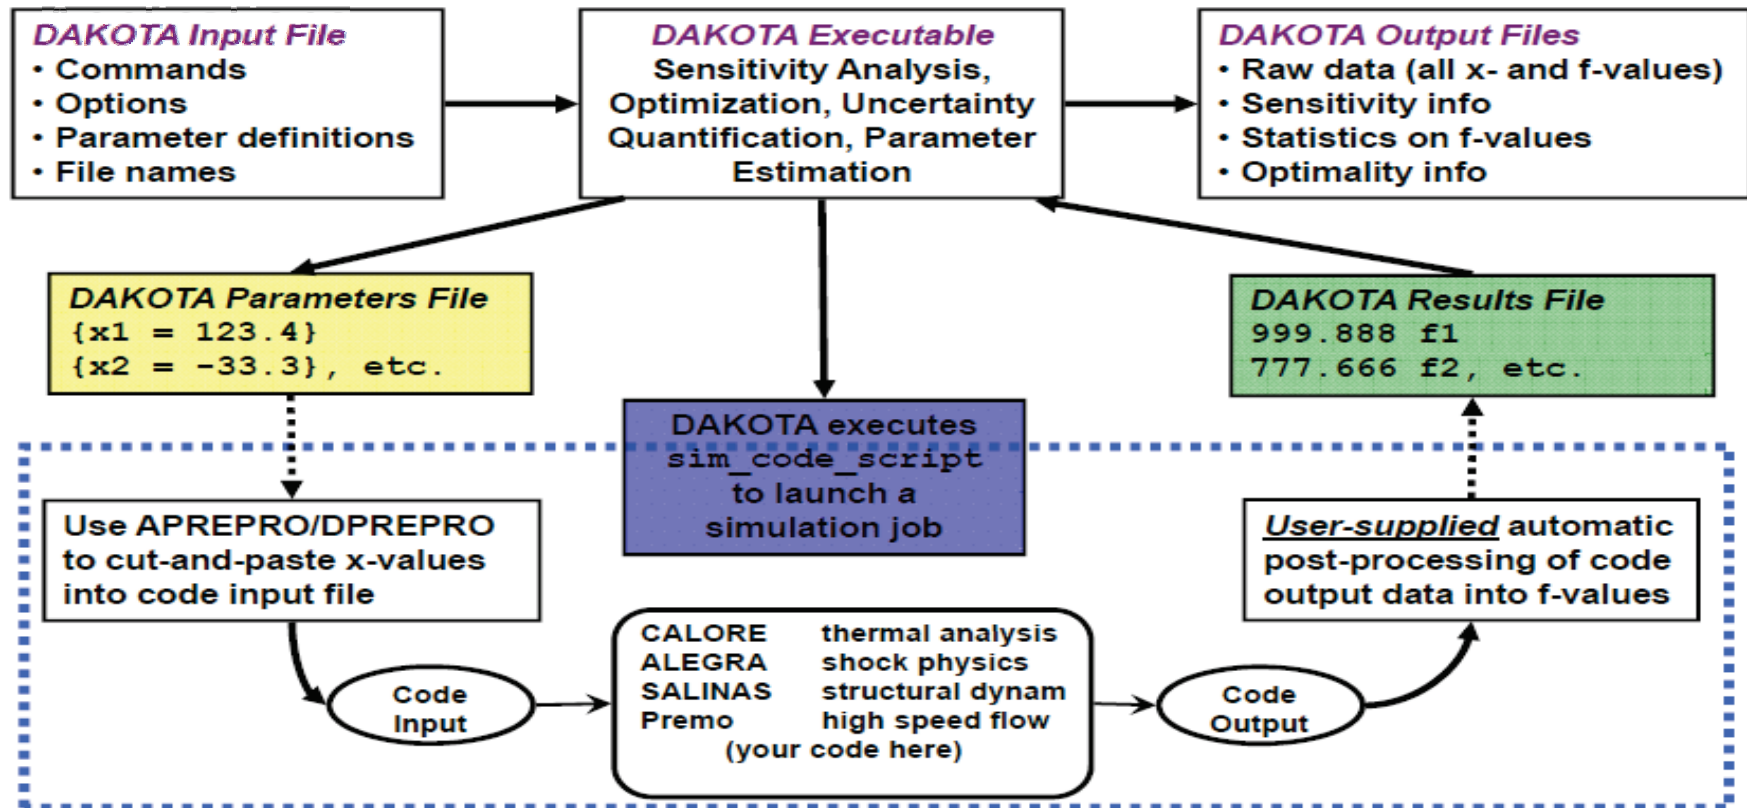 DAKOTA Input File
• Commands
• Options
• Parameter definitions
• File names
DAKOTA Executable
Sensitivity Analysis,
Optimization, Uncertainty
Quantification, Parameter
Estimation
DAKOTA Output Files
• Raw data (all x- and f-values)
• Sensitivity info
• Statistics on f-values
• Optimality info
DAKOTA Parameters File
{x1 = 123.4}
{x2 = -33.3}, etc.
DAKOTA executes
sim_code_script
to launch a
simulation job
DAKOTA Results File
999.888 f1
777.666 f2, etc.
Use APREPRO/DPREPRO
to cut-and-paste x-values
into code input file
Code
Input
CALORE thermal analysis
ALEGRA shock physics
SALINAS structural dynam
Premo high speed flow
(your code here)
Code
Output
User-supplied automatic
post-processing of code
output data into f-values